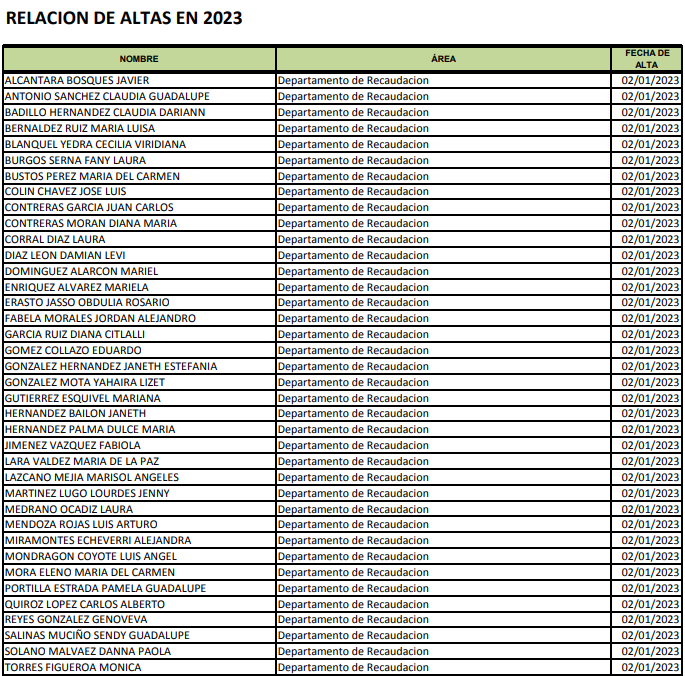 RELACION DE ALTAS EN 2023
NOMBRE ÁREA FECHA DE ALTA
ALCANTARA BOSQUES JAVIER Departamento de Recaudacion 02/01/2023
ANTONIO SANCHEZ CLAUDIA GUADALUPE Departamento de Recaudacion 02/01/2023
BADILLO HERNANDEZ CLAUDIA DARIANN Departamento de Recaudacion 02/01/2023
BERNALDEZ RUIZ MARIA LUISA Departamento de Recaudacion 02/01/2023
BLANQUEL YEDRA CECILIA VIRIDIANA Departamento de Recaudacion 02/01/2023
BURGOS SERNA FANY LAURA Departamento de Recaudacion 02/01/2023
BUSTOS PEREZ MARIA DEL CARMEN Departamento de Recaudacion 02/01/2023
COLIN CHAVEZ JOSE LUIS Departamento de Recaudacion 02/01/2023
CONTRERAS GARCIA JUAN CARLOS Departamento de Recaudacion 02/01/2023
CONTRERAS MORAN DIANA MARIA Departamento de Recaudacion 02/01/2023
CORRAL DIAZ LAURA Departamento de Recaudacion 02/01/2023
DIAZ LEON DAMIAN LEVI Departamento de Recaudacion 02/01/2023
DOMINGUEZ ALARCON MARIEL Departamento de Recaudacion 02/01/2023
ENRIQUEZ ALVAREZ MARIELA Departamento de Recaudacion 02/01/2023
ERASTO JASSO OBDULIA ROSARIO Departamento de Recaudacion 02/01/2023
FABELA MORALES JORDAN ALEJANDRO Departamento de Recaudacion 02/01/2023
GARCIA RUIZ DIANA CITLALLI Departamento de Recaudacion 02/01/2023
GOMEZ COLLAZO EDUARDO Departamento de Recaudacion 02/01/2023
GONZALEZ HERNANDEZ JANETH ESTEFANIA Departamento de Recaudacion 02/01/2023
GONZALEZ MOTA YAHAIRA LIZET Departamento de Recaudacion 02/01/2023
GUTIERREZ ESQUIVEL MARIANA Departamento de Recaudacion 02/01/2023
HERNANDEZ BAILON JANETH Departamento de Recaudacion 02/01/2023
HERNANDEZ PALMA DULCE MARIA Departamento de Recaudacion 02/01/2023
JIMENEZ VAZQUEZ FABIOLA Departamento de Recaudacion 02/01/2023
LARA VALDEZ MARIA DE LA PAZ Departamento de Recaudacion 02/01/2023
LAZCANO MEJIA MARISOL ANGELES Departamento de Recaudacion 02/01/2023
MARTINEZ LUGO LOURDES JENNY Departamento de Recaudacion 02/01/2023
MEDRANO OCADIZ LAURA Departamento de Recaudacion 02/01/2023
MENDOZA ROJAS LUIS ARTURO Departamento de Recaudacion 02/01/2023
MIRAMONTES ECHEVERRI ALEJANDRA Departamento de Recaudacion 02/01/2023
MONDRAGON COYOTE LUIS ANGEL Departamento de Recaudacion 02/01/2023
MORA ELENO MARIA DEL CARMEN Departamento de Recaudacion 02/01/2023
PORTILLA ESTRADA PAMELA GUADALUPE Departamento de Recaudacion 02/01/2023
QUIROZ LOPEZ CARLOS ALBERTO Departamento de Recaudacion 02/01/2023
REYES GONZALEZ GENOVEVA Departamento de Recaudacion 02/01/2023
SALINAS MUCIÑO SENDY GUADALUPE Departamento de Recaudacion 02/01/2023
SOLANO MALVAEZ DANNA PAOLA Departamento de Recaudacion 02/01/2023
TORRES FIGUEROA MONICA Departamento de Recaudacion 02/01/2023